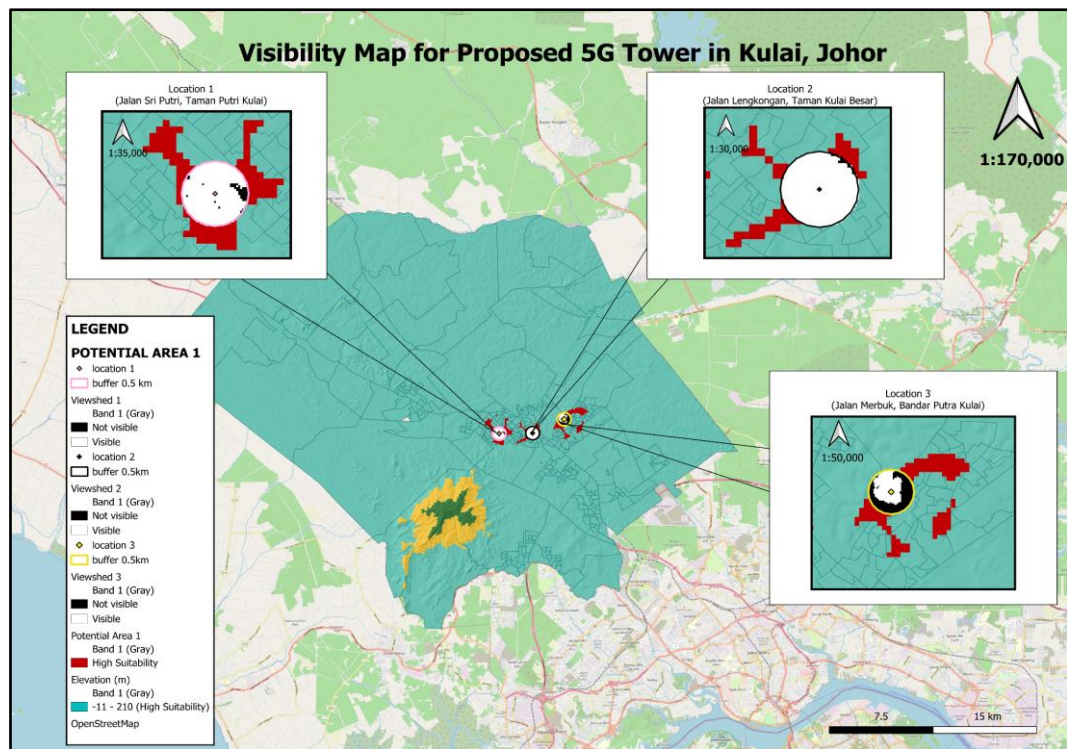 Visibility Map for Proposed 5G Tower in Kulai, Johor
Location 1
(Jalan Sri Putri, Taman Putri Kulai)
1:35,000
Location 2
(Jalan Lengkongan, Taman Kulai Besar)
1:30,000
1:170,000
Location 3
(Jalan Merbuk, Bandar Putra Kulai)
1:50,000
LEGEND
POTENTIAL AREA 1
location 1
buffer 0.5 km
Viewshed 1
Band 1 (Gray)
Not visible
Visible
location 2
buffer 0.5km
Viewshed 2
Band 1 (Gray)
Not visible
Visible
location 3
buffer 0.5km
Viewshed 3
Band 1 (Gray)
Not visible
Visible
Potential Area 1
Band 1 (Gray)
High Suitability
Elevation (m)
Band 1 (Gray)
-11 - 210 (High Suitability)
OpenStreetMap
7.5 15 km